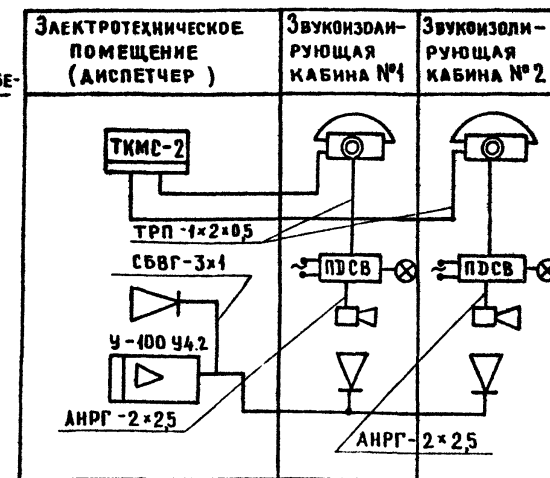 ЭЛЕКТРОТЕХНИЧЕСКОЕ
ПОМЕЩЕНИЕ
(ДИСПЕТЧЕР)
ЗВУКОИЗОЛИ-
РУЮЩАЯ
КАБИНА №1
ЗВУКОИЗОЛИ-
РУЮЩАЯ
КАБИНА №2
ТКМС-2
ТРП-1×2×0,5
СБВГ-3×1
ПДСВ
ПДСВ
У-100 У4.2
АНРГ-2×2,5
АНРГ-2×2,5